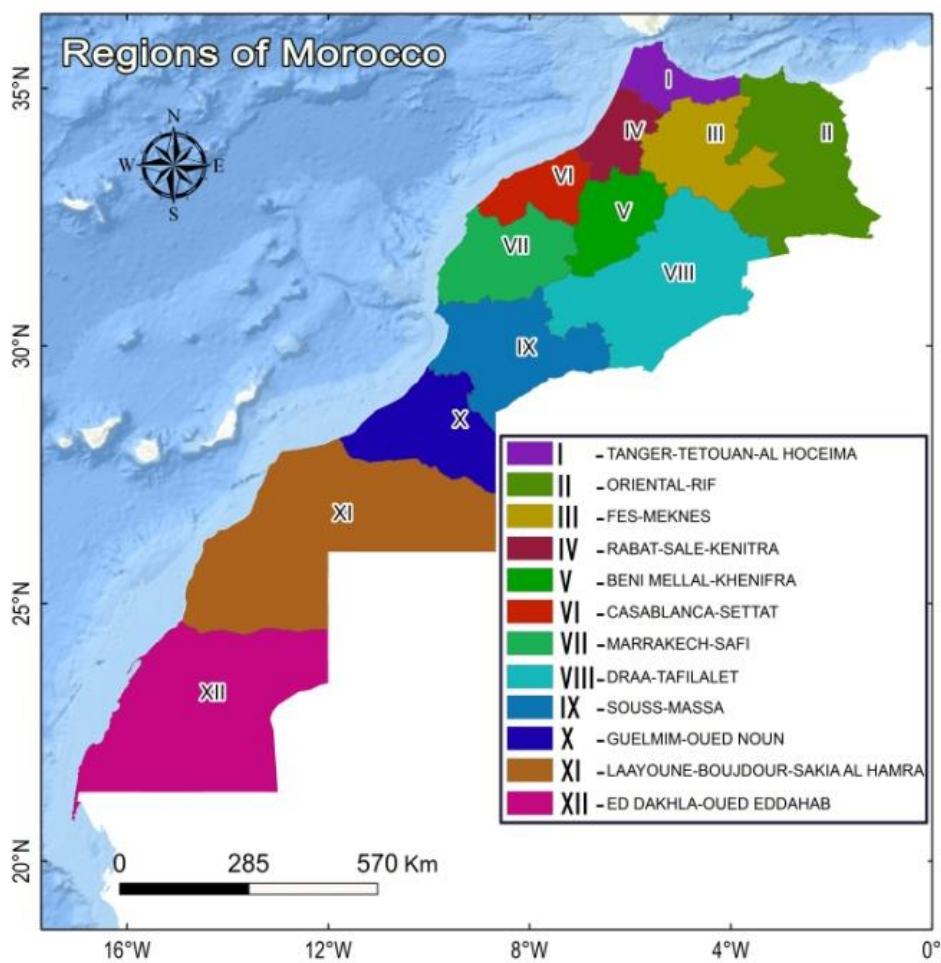 Regions of Morocco
35°N
30°N
25°N
20°N
N
W E
S
I
II
III
IV
V
VI
VII
VIII
IX
X
XI
XII
I - TANGER-TETOUAN-AL HOCEIMA
II - ORIENTAL-RIF
III - FES-MEKNES
IV - RABAT-SALE-KENITRA
V - BENI MELLAL-KHENIFRA
VI - CASABLANCA-SETTAT
VII - MARRAKECH-SAFI
VIII - DRAA-TAFILALET
IX - SOUSS-MASSA
X - GUELMIM-OUED NOUN
XI - LAAYOUNE-BOUJDOUR-SAKIA AL HAMRA
XII - ED DAKHLA-OUED EDDAHAB
0 285 570 Km
16°W 12°W 8°W 4°W 0°